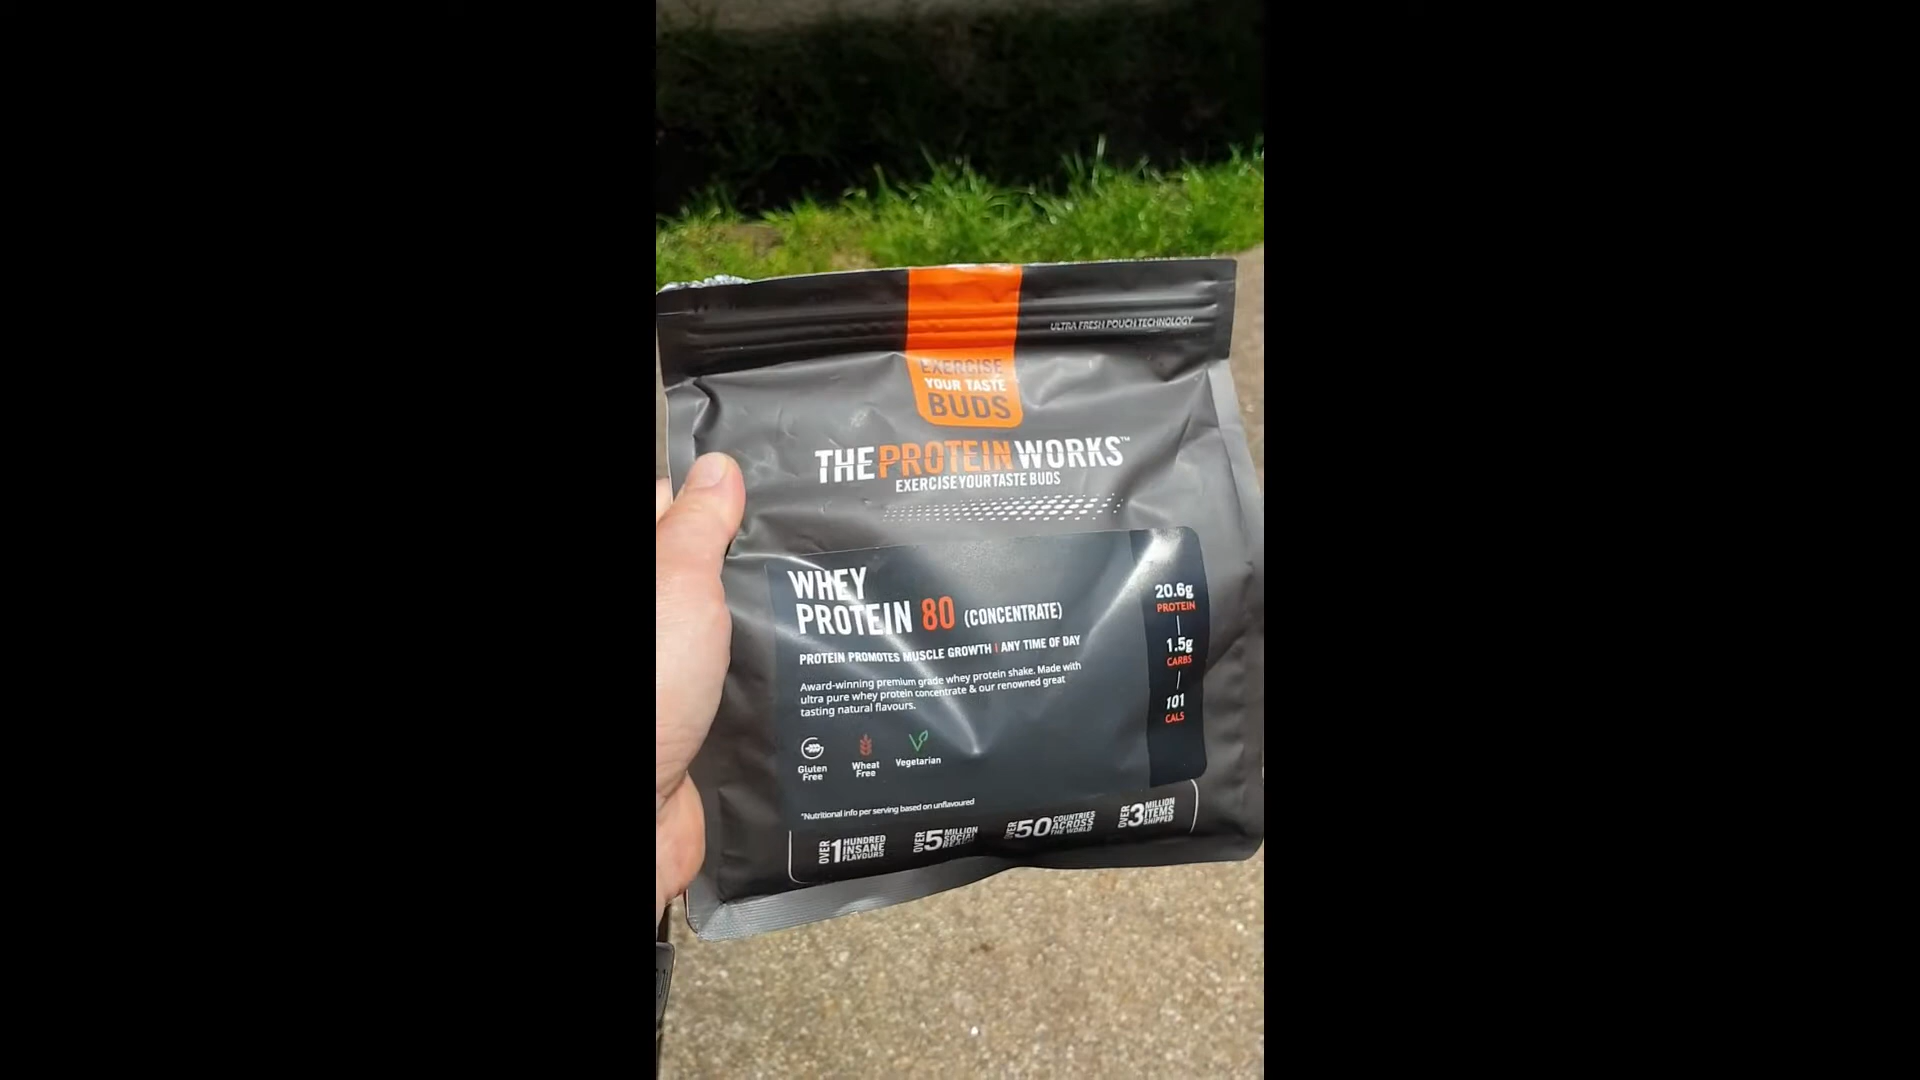 ULTRA FRESH POUCH TECHNOLOGY
EXERCISE
YOUR TASTE
BUDS
THE PROTEIN WORKS™
EXERCISE YOUR TASTE BUDS
WHEY
PROTEIN 80 (CONCENTRATE)
PROTEIN PROMOTES MUSCLE GROWTH | ANY TIME OF DAY
Award-winning premium grade whey protein shake. Made with
ultra pure whey protein concentrate & our renowned great
tasting natural flavours.
20.6g
PROTEIN
1.5g
CARBS
101
CALS
Gluten
Free
Wheat
Free
Vegetarian
*Nutritional info per serving based on unflavoured
OVER 1 HUNDRED INSANE FLAVOURS
OVER 5 MILLION SOCIAL
OVER 50 COUNTRIES ACROSS THE WORLD
OVER 3 MILLION ITEMS SHIPPED